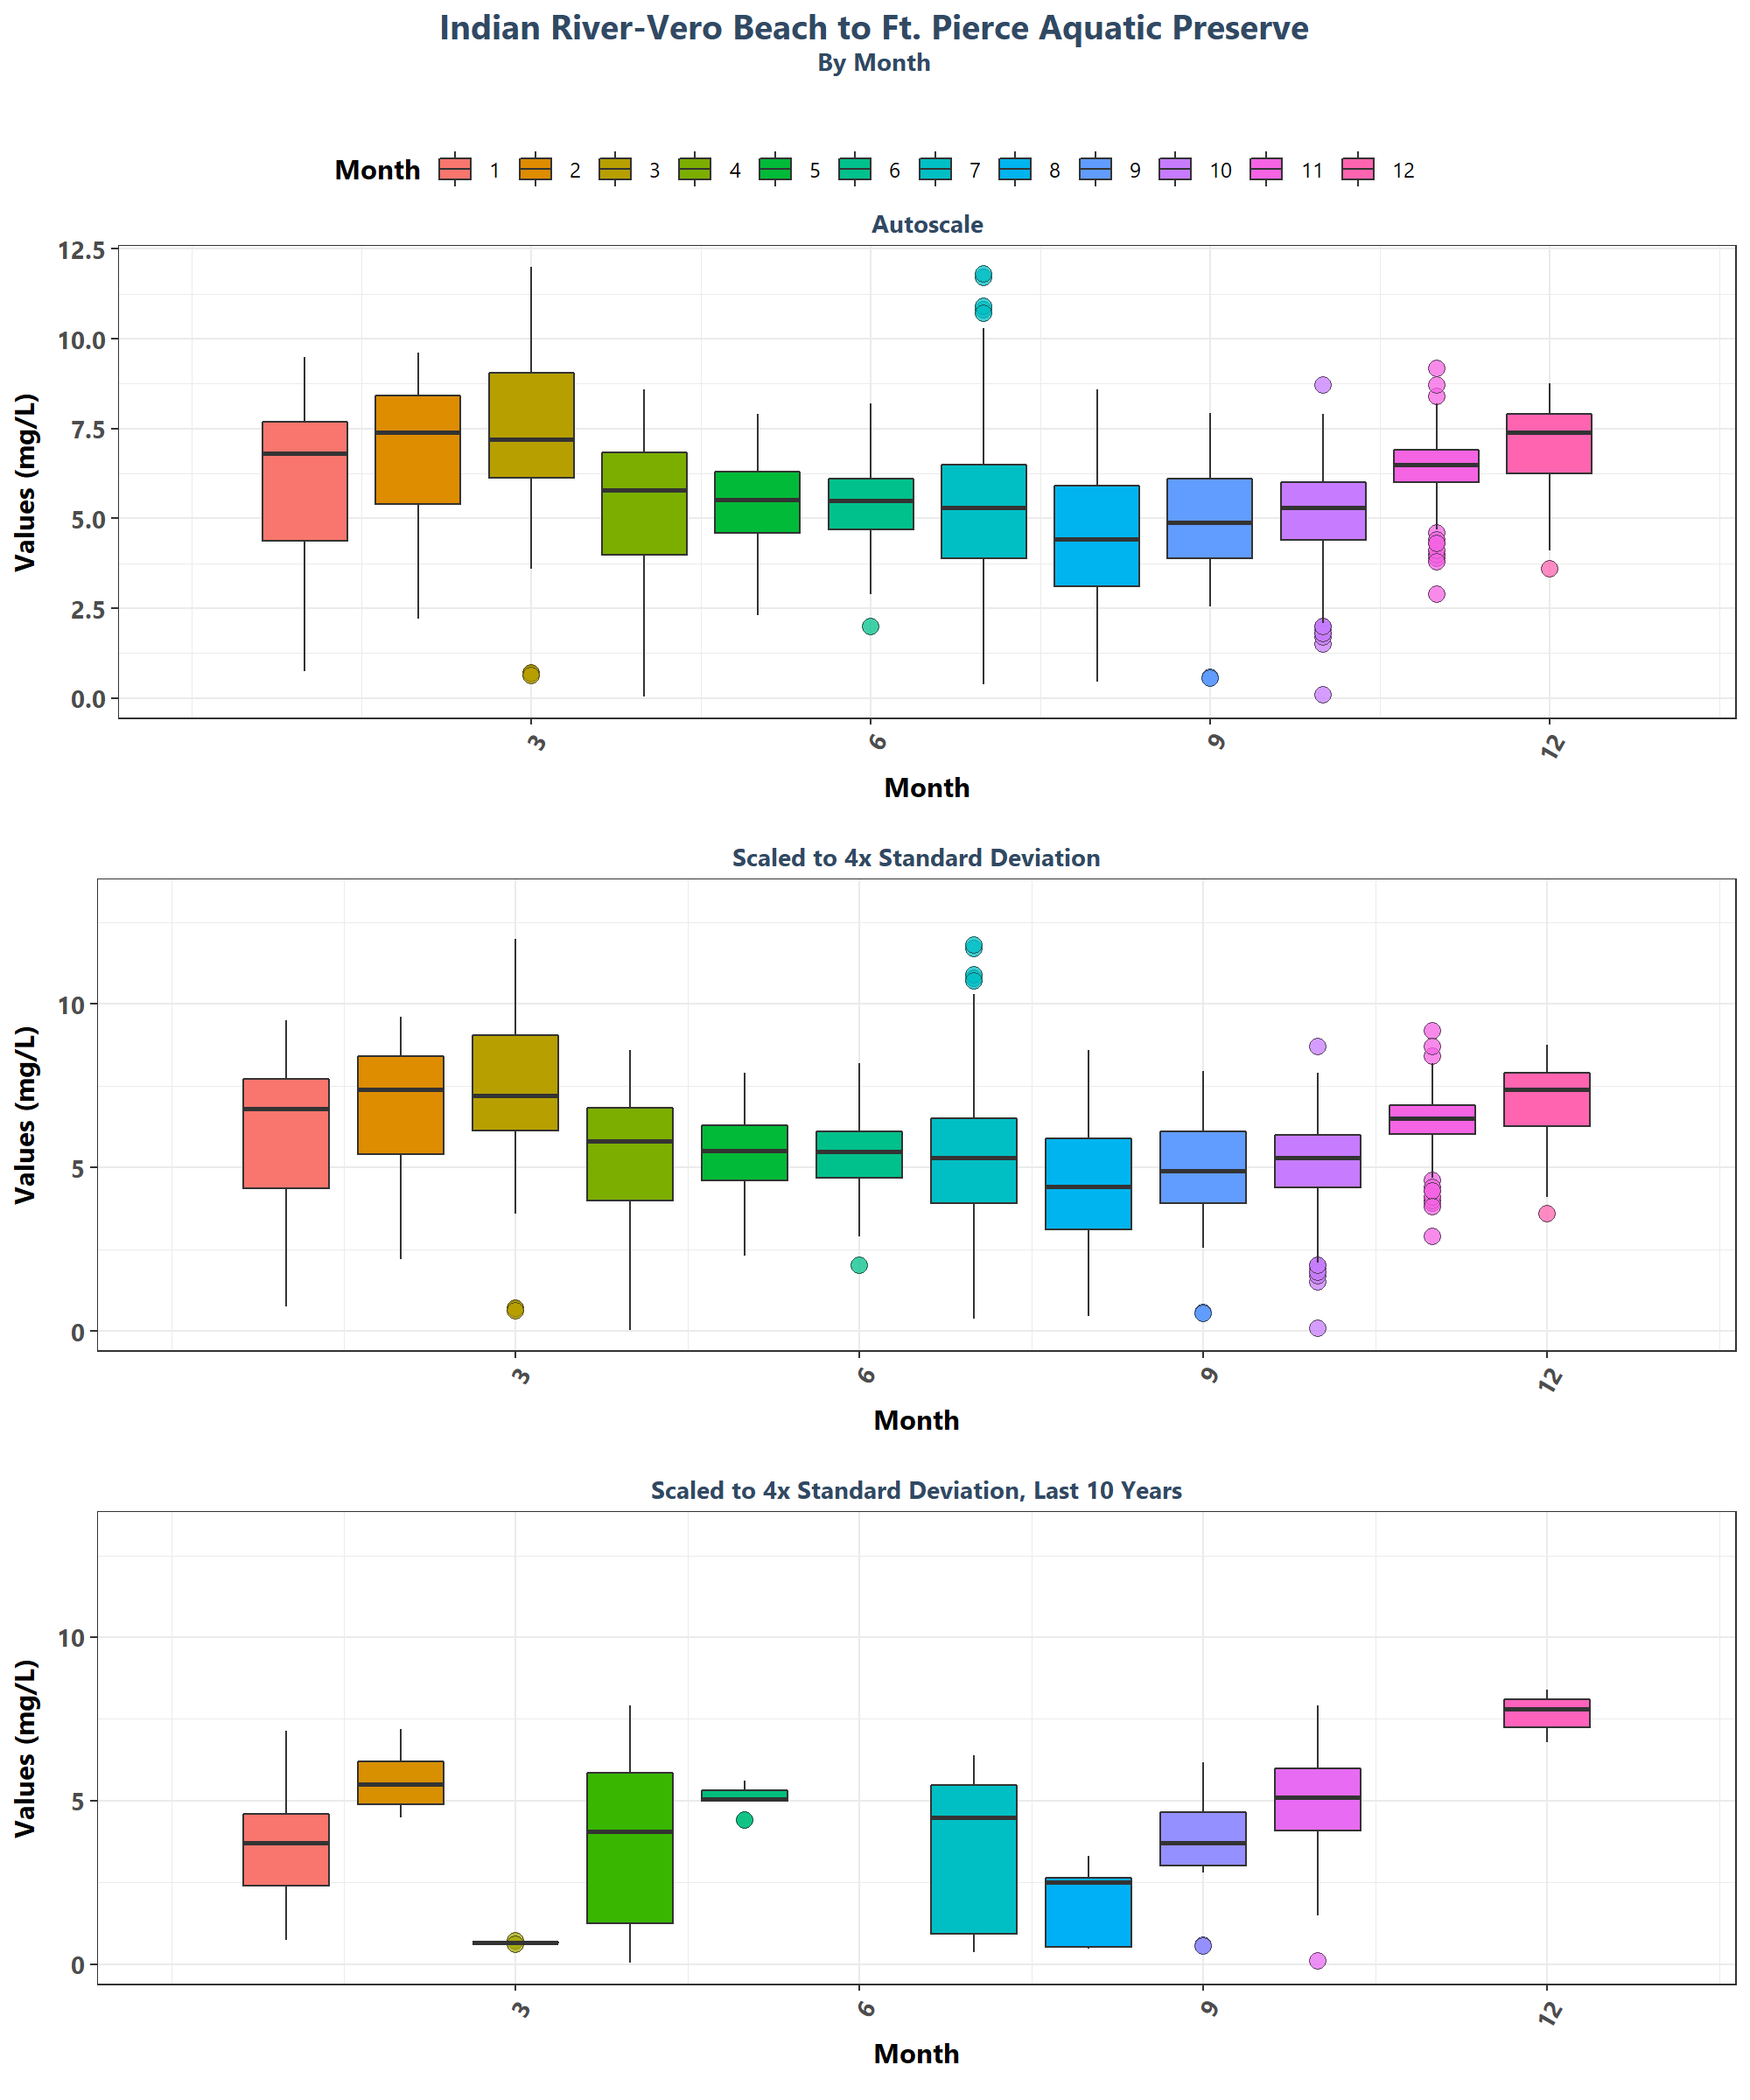 Indian River-Vero Beach to Ft. Pierce Aquatic Preserve
By Month
Month 1 2 3 4 5 6 7 8 9 10 11 12
Autoscale
Values (mg/L)
12.5
10.0
7.5
5.0
2.5
0.0
3 6 9 12
Month
Scaled to 4x Standard Deviation
Values (mg/L)
10
5
0
3 6 9 12
Month
Scaled to 4x Standard Deviation, Last 10 Years
Values (mg/L)
10
5
0
3 6 9 12
Month